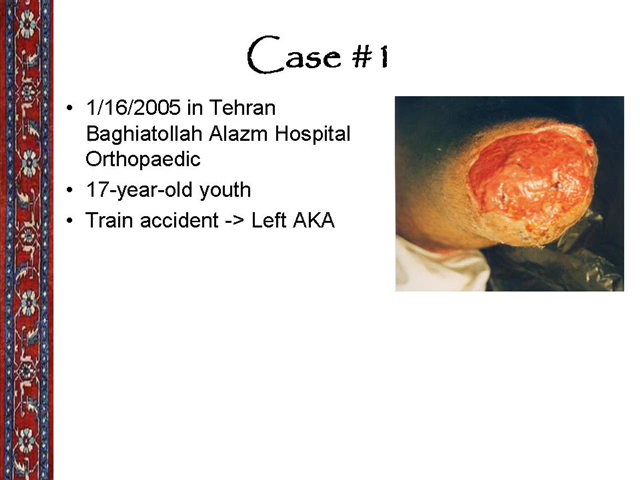 Case #1
• 1/16/2005 in Tehran
Baghiatollah Alazm Hospital
Orthopaedic
• 17-year-old youth
• Train accident -> Left AKA